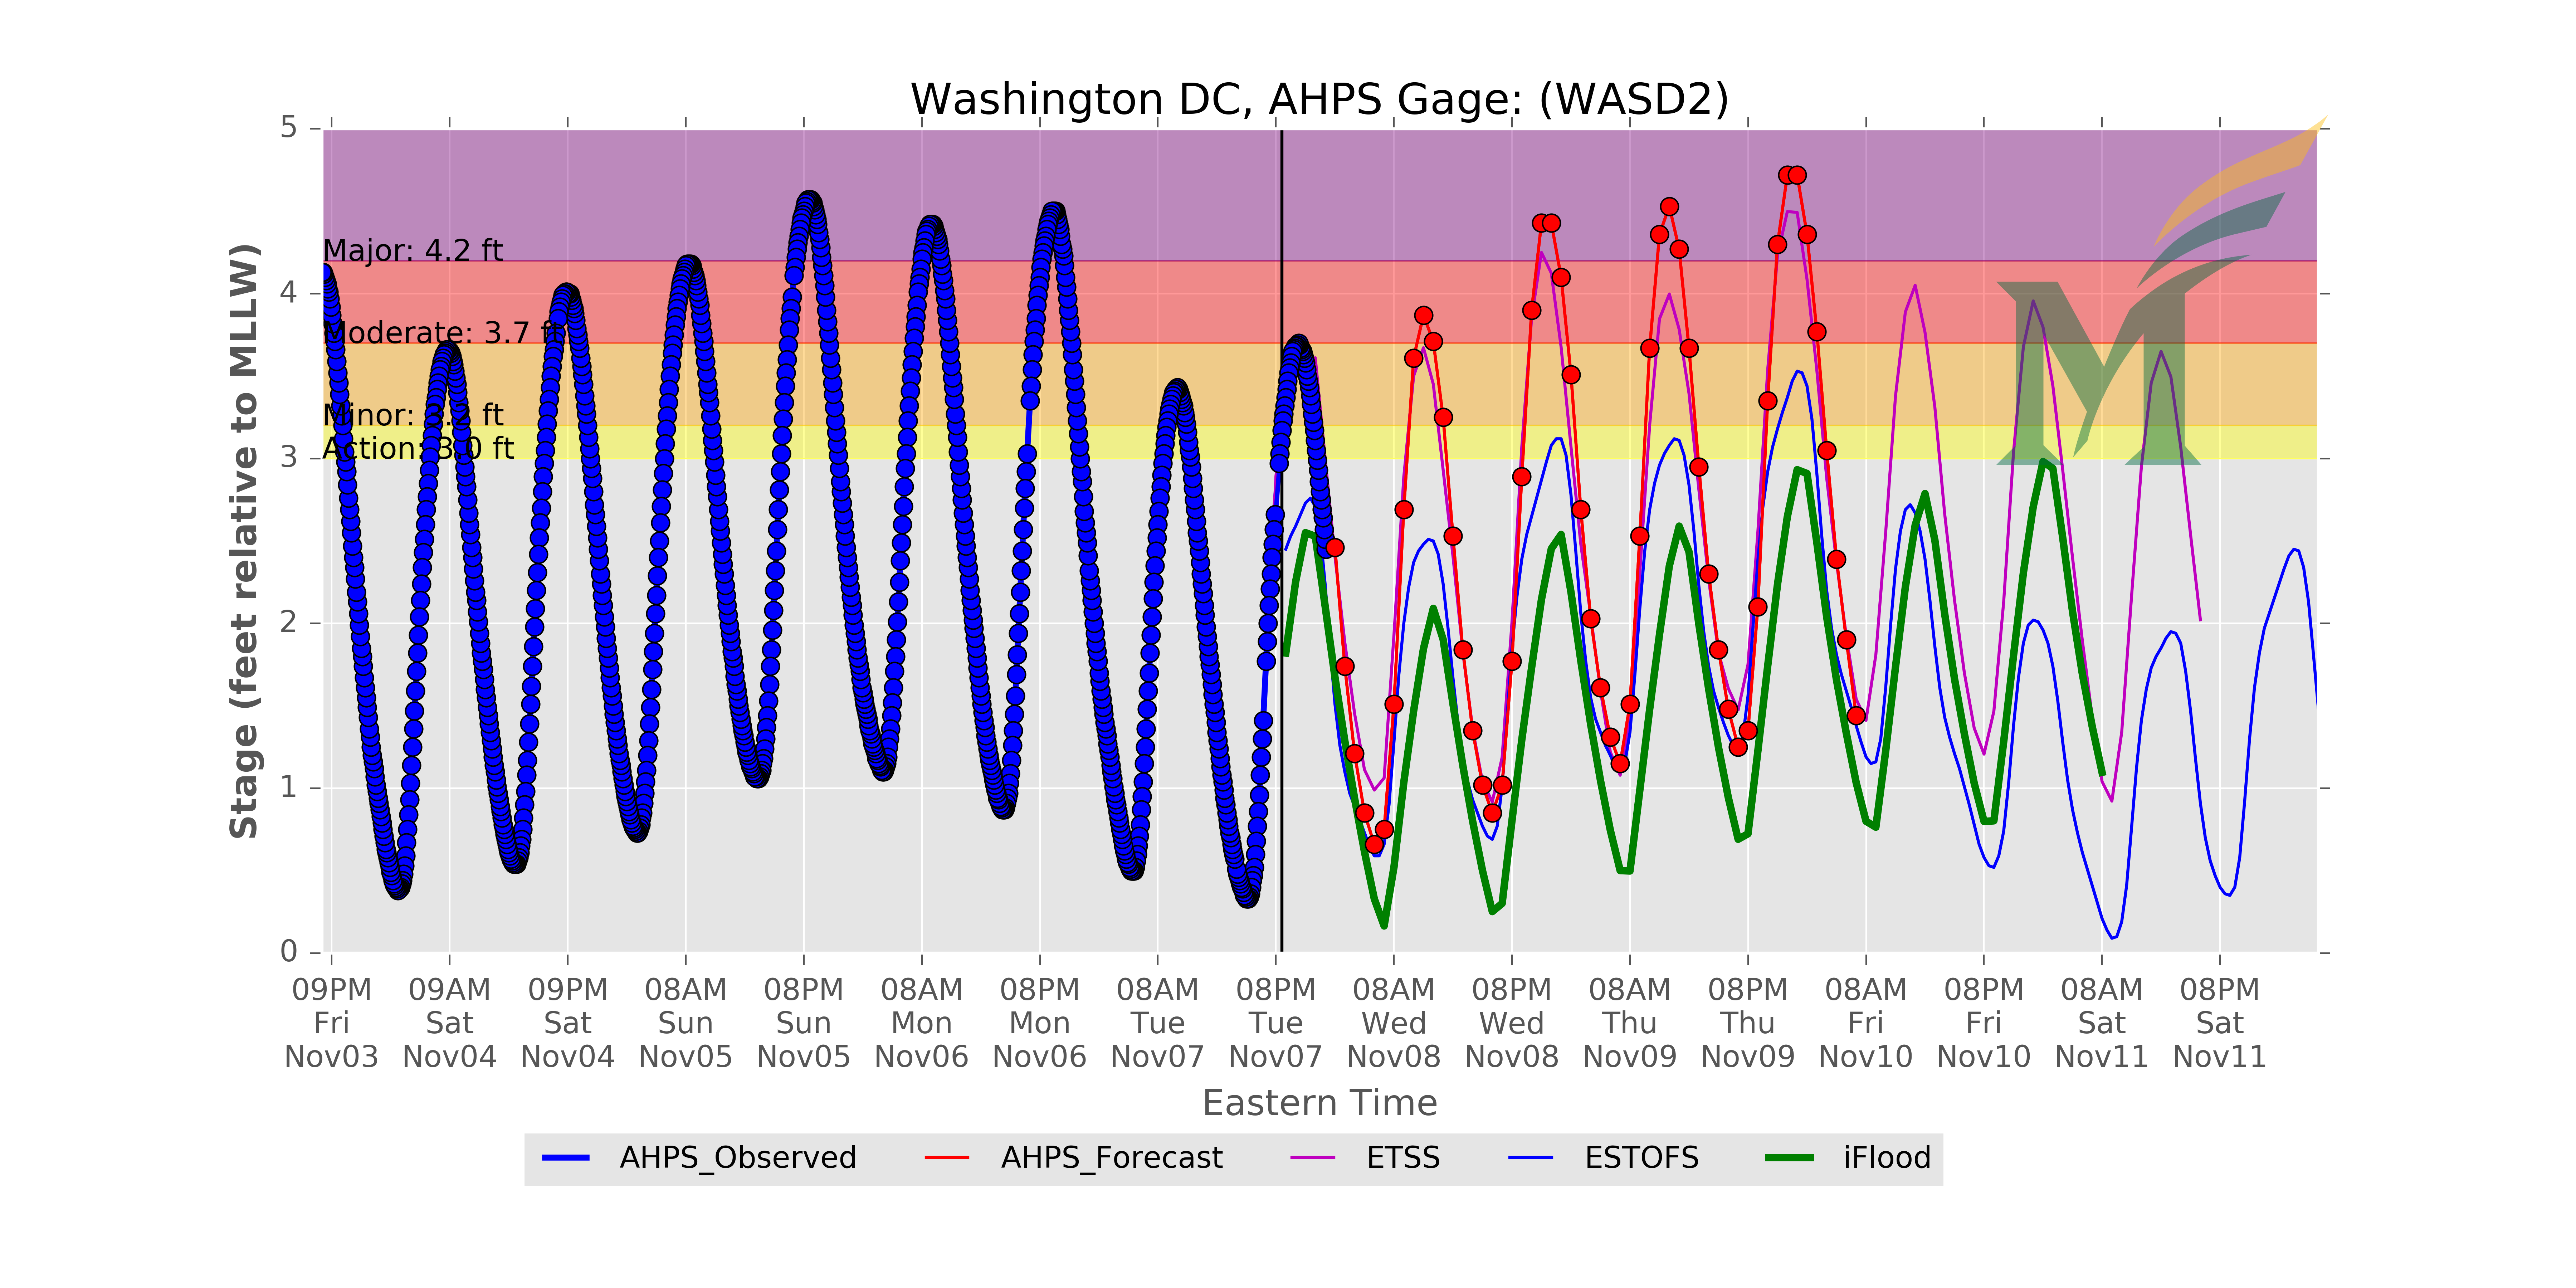 Washington DC, AHPS Gage: (WASD2)
Stage (feet relative to MLLW)
5
4
3
2
1
0
Major: 4.2 ft
Moderate: 3.7 ft
Minor: 3.2 ft
Action: 3.0 ft
M
09PM 09AM 09PM 08AM 08PM 08AM 08PM 08AM 08PM 08AM 08PM 08AM 08PM 08AM 08PM 08AM 08PM
Fri Sat Sat Sun Sun Mon Mon Tue Tue Wed Wed Thu Thu Fri Fri Sat Sat
Nov03 Nov04 Nov04 Nov05 Nov05 Nov06 Nov06 Nov07 Nov07 Nov08 Nov08 Nov09 Nov09 Nov10 Nov10 Nov11 Nov11
Eastern Time
AHPS_Observed AHPS_Forecast ETSS ESTOFS iFlood